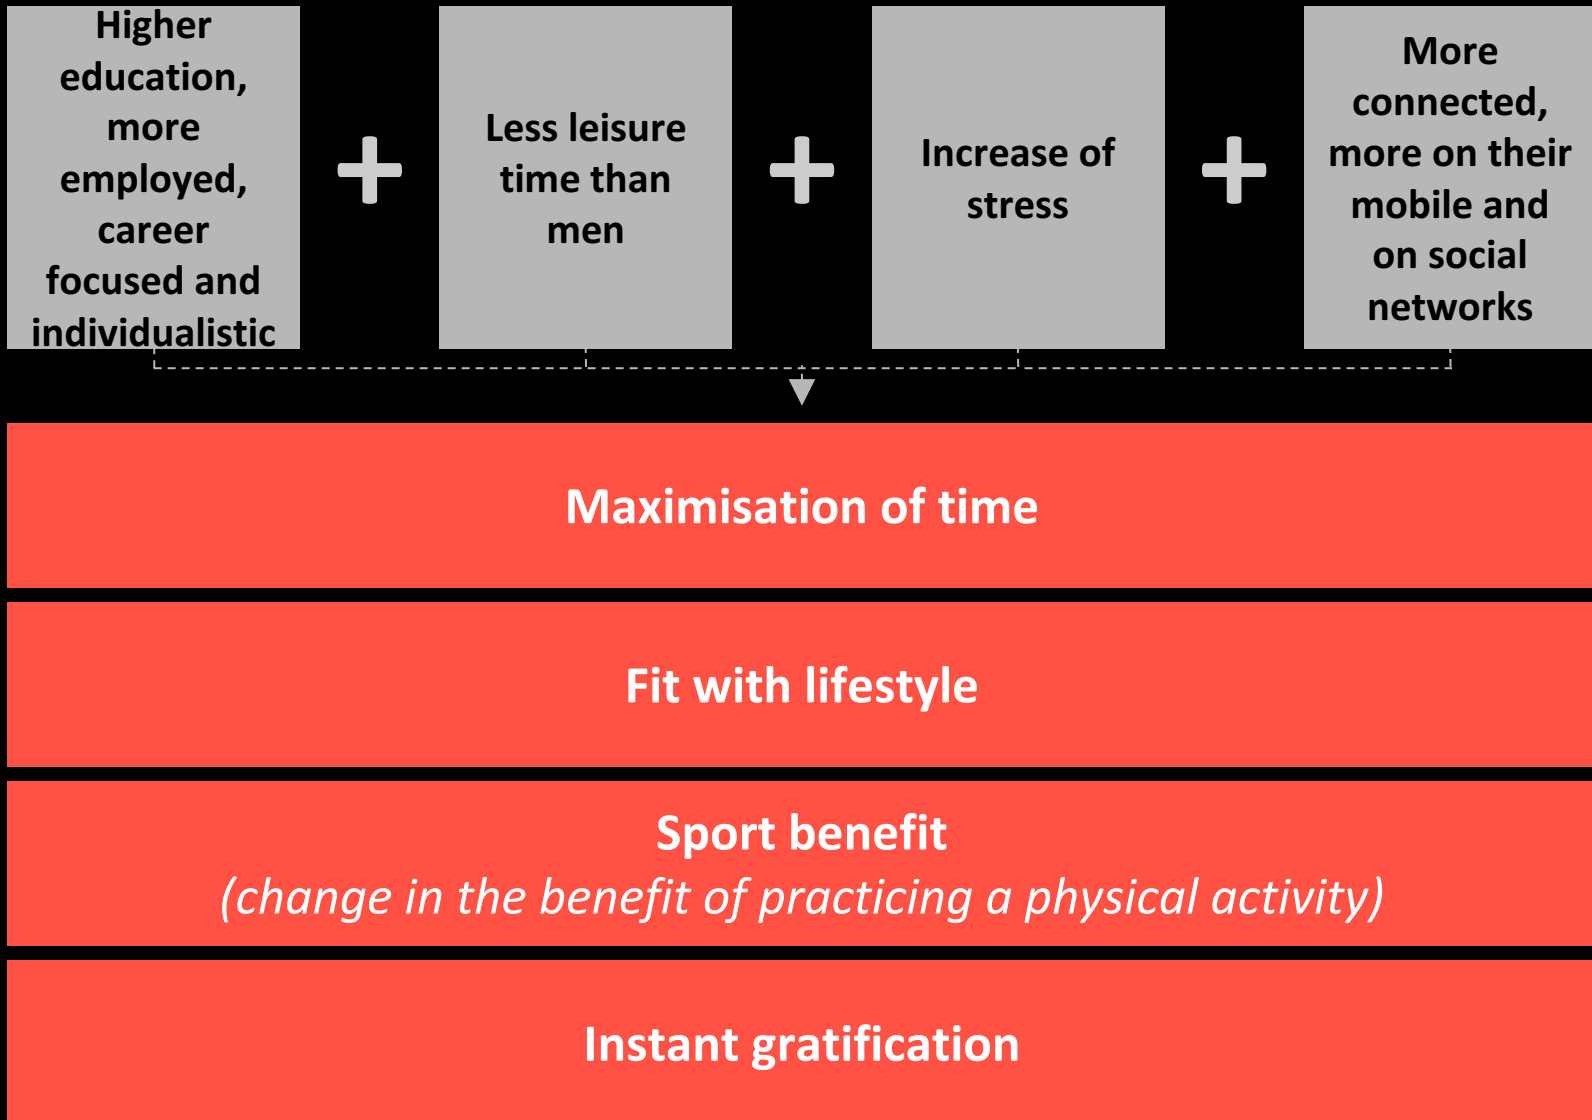 Higher
education,
more
employed,
career
focused and
individualistic
+
Less leisure
time than
men
+
Increase of
stress
+
More
connected,
more on their
mobile and
on social
networks
Maximisation of time
Fit with lifestyle
Sport benefit
(change in the benefit of practicing a physical activity)
Instant gratification